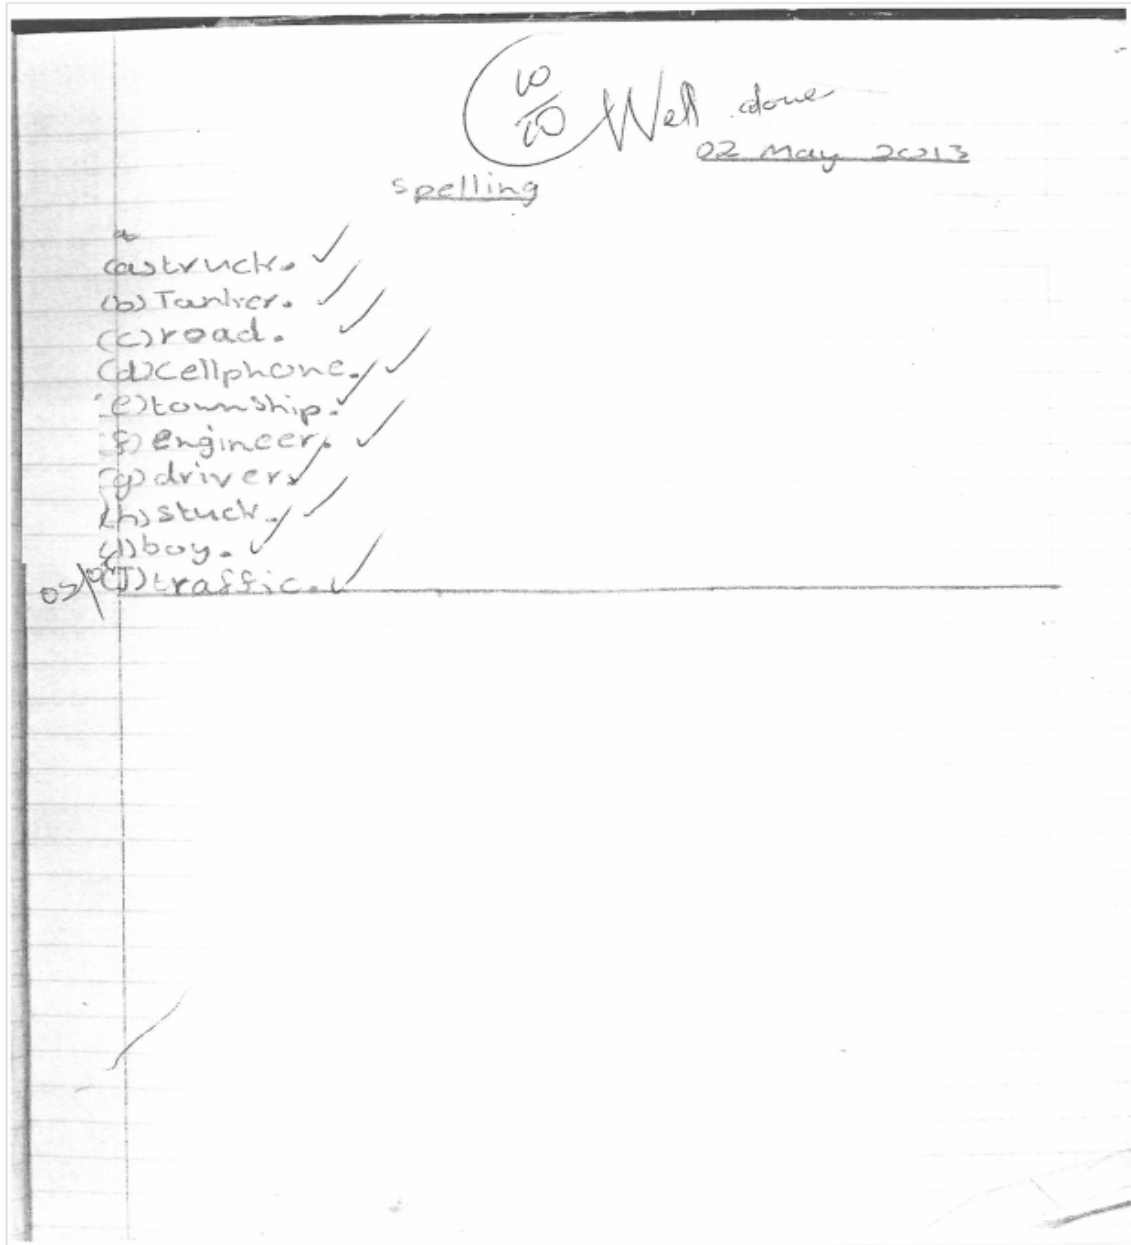 10
10 Well done
02 May 2013
spelling
a
(a) truck.
(b) Tanker.
(c) road.
(d) cellphone.
(e) township.
(f) engineer.
(g) driver.
(h) stuck.
(I) boy.
(J) traffic.